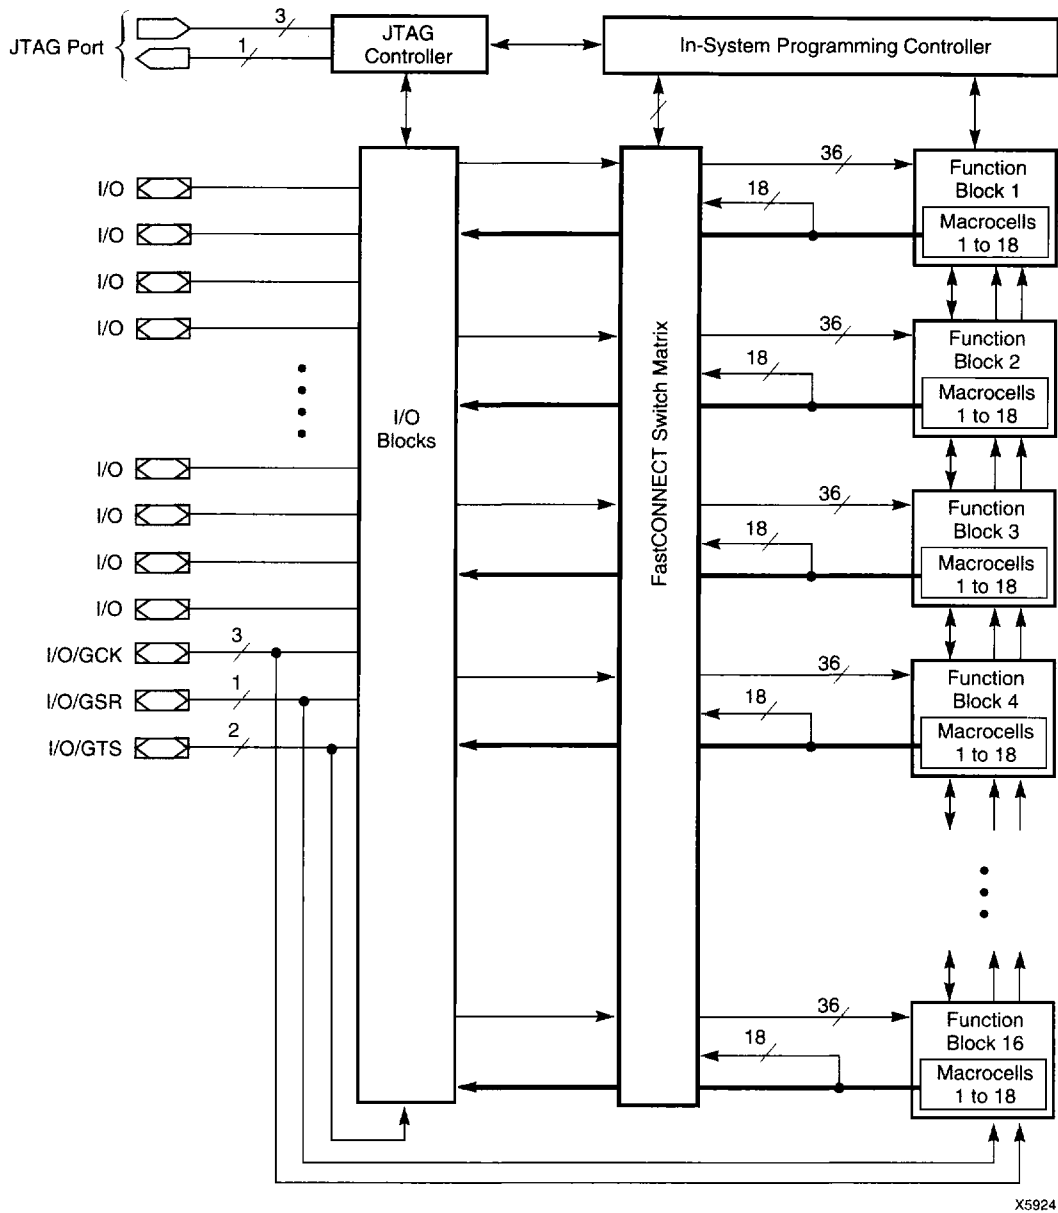 JTAG Port
3
1
JTAG
Controller
In-System Programming Controller
I/O
I/O
I/O
I/O
I/O
I/O
I/O
I/O
I/O/GCK
3
I/O/GSR
1
I/O/GTS
2
I/O
Blocks
FastCONNECT Switch Matrix
36
18
Function
Block 1
Macrocells
1 to 18
36
18
Function
Block 2
Macrocells
1 to 18
36
18
Function
Block 3
Macrocells
1 to 18
36
18
Function
Block 4
Macrocells
1 to 18
36
18
Function
Block 16
Macrocells
1 to 18
X5924